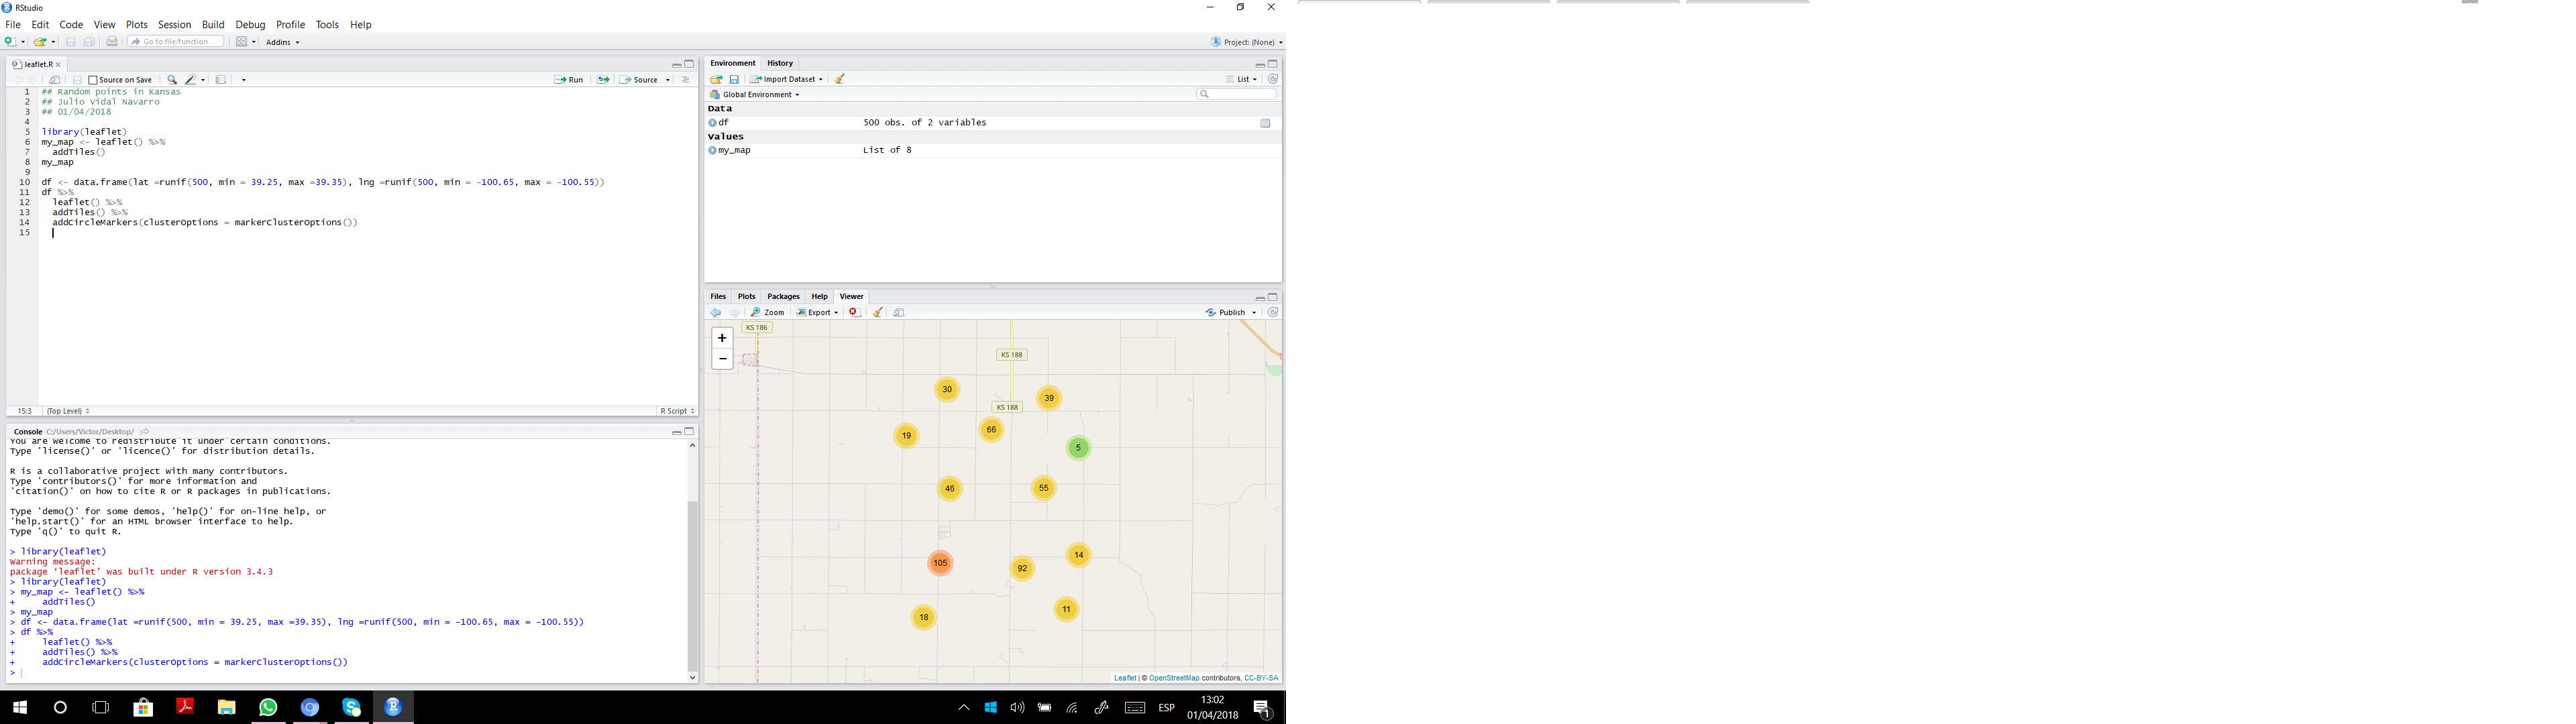 RStudio
File Edit Code View Plots Session Build Debug Profile Tools Help
Go to file/function Addins Project: (None)
leaflet.R
Source on Save Run Source
1 ## Random points in Kansas
2 ## Julio Vidal Navarro
3 ## 01/04/2018
4
5 library(leaflet)
6 my_map <- leaflet() %>%
7 addTiles()
8 my_map
9
10 df <- data.frame(lat =runif(500, min = 39.25, max =39.35), lng =runif(500, min = -100.65, max = -100.55))
11 df %>%
12 leaflet() %>%
13 addTiles() %>%
14 addCircleMarkers(clusterOptions = markerClusterOptions())
15
15:3 (Top Level) R Script
Console C:/Users/Victor/Desktop/
You are welcome to redistribute it under certain conditions.
Type 'license()' or 'licence()' for distribution details.
R is a collaborative project with many contributors.
Type 'contributors()' for more information and
'citation()' on how to cite R or R packages in publications.
Type 'demo()' for some demos, 'help()' for on-line help, or
'help.start()' for an HTML browser interface to help.
Type 'q()' to quit R.
> library(leaflet)
Warning message:
package ‘leaflet’ was built under R version 3.4.3
> library(leaflet)
> my_map <- leaflet() %>%
+ addTiles()
> my_map
> df <- data.frame(lat =runif(500, min = 39.25, max =39.35), lng =runif(500, min = -100.65, max = -100.55))
> df %>%
+ leaflet() %>%
+ addTiles() %>%
+ addCircleMarkers(clusterOptions = markerClusterOptions())
>
Environment History
Import Dataset List
Global Environment
Data
df 500 obs. of 2 variables
Values
my_map List of 8
Files Plots Packages Help Viewer
Zoom Export Publish
+
−
KS 186
KS 188
30
39
KS 188
66
19
5
46
55
14
105
92
11
18
Leaflet | © OpenStreetMap contributors, CC-BY-SA
ESP
13:02
01/04/2018
1